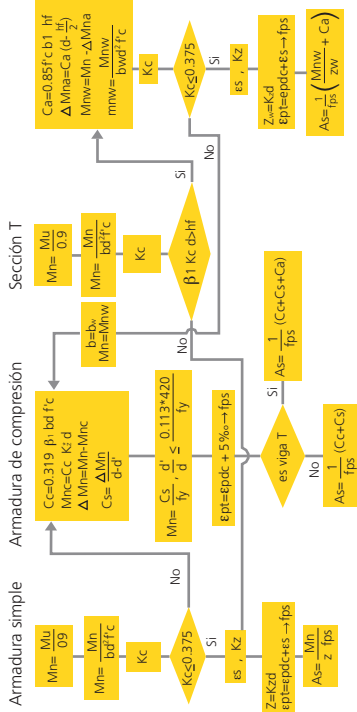 Armadura simple
Mn= Mu
09
Mn= Mn
bd²f'c
Kc
Kc≤0.375
No
Si
εs , Kz
Z=Kzd
εpt=εpdc+εs →fps
As= Mn
z fps
Armadura de compresión
Cc=0.319 β1 bd f'c
Mnc=Cc Kz d
Δ Mn=Mn-Mnc
Cs= ΔMn
d-d'
Mn= Cs , d' ≤ 0.113*420
fy d fy
εpt=εpdc + 5‰→fps
es viga T
Si
As= 1 (Cc+Cs+Ca)
fps
No
As= 1 (Cc+Cs)
fps
b=bw
Mn=Mnw
Sección T
Mn= Mu
0.9
Mn= Mn
bd²f'c
Kc
β1 Kc d>hf
No
Si
Ca=0.85f'c b1 hf
Δ Mna=Ca (d- hf )
2
Mnw=Mn -ΔMna
mnw= Mnw
bwd²f'c
Kc
Kc≤0.375
No
Si
εs , Kz
Zw=Kzd
εpt=epdc+εs→fps
As= 1 ( Mnw + Ca)
fps zw